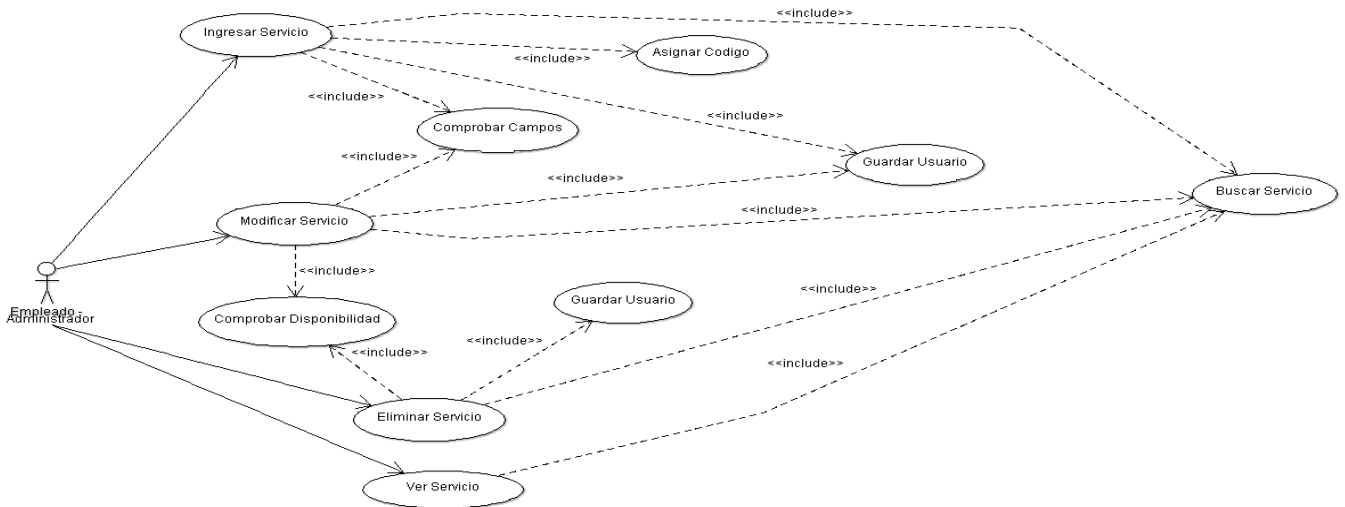 <<include>>
Ingresar Servicio
Asignar Codigo
<<include>>
<<include>>
<<include>>
Comprobar Campos
<<include>>
Guardar Usuario
<<include>>
Buscar Servicio
<<include>>
Modificar Servicio
<<include>>
Empleado -
Administrador
Guardar Usuario
<<include>>
Comprobar Disponibilidad
<<include>>
<<include>>
<<include>>
Eliminar Servicio
Ver Servicio